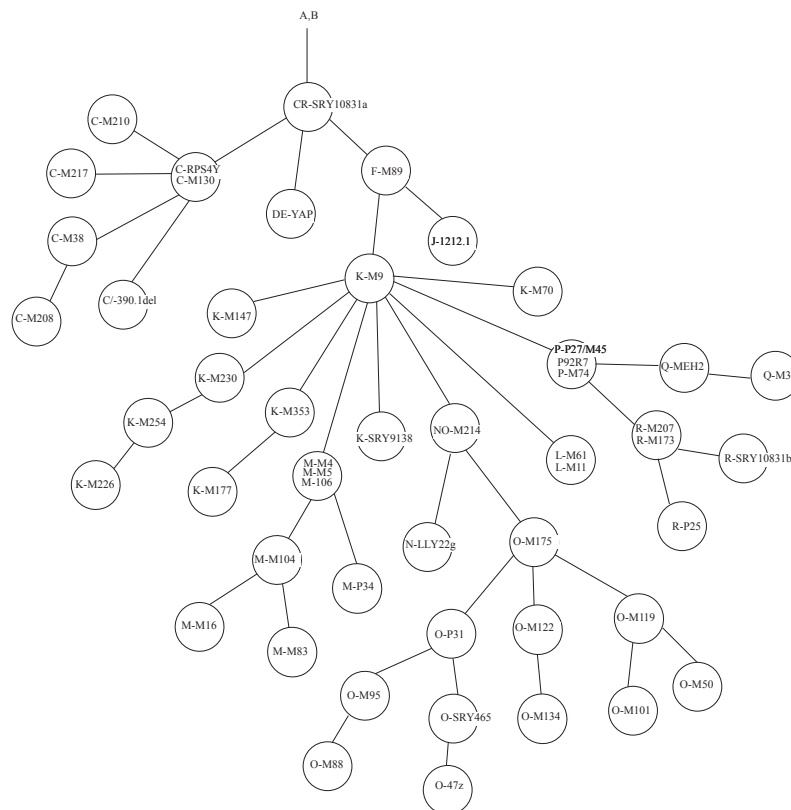 A,B
CR-SRY10831a
C-M210
C-RPS4Y
C-M130
F-M89
C-M217
DE-YAP
C-M38
J-1212.1
K-M9
K-M70
C/-390.1del
C-M208
K-M147
P-P27/M45
P92R7
P-M74
Q-MEH2
Q-M3
K-M230
K-M353
K-M254
K-SRY9138
NO-M214
R-M207
R-M173
L-M61
L-M11
R-SRY10831b
M-M4
M-M5
M-106
K-M226
K-M177
R-P25
N-LLY22g
O-M175
M-M104
M-P34
M-M16
M-M83
O-P31
O-M122
O-M119
O-M95
O-SRY465
O-M134
O-M101
O-M50
O-M88
O-47z